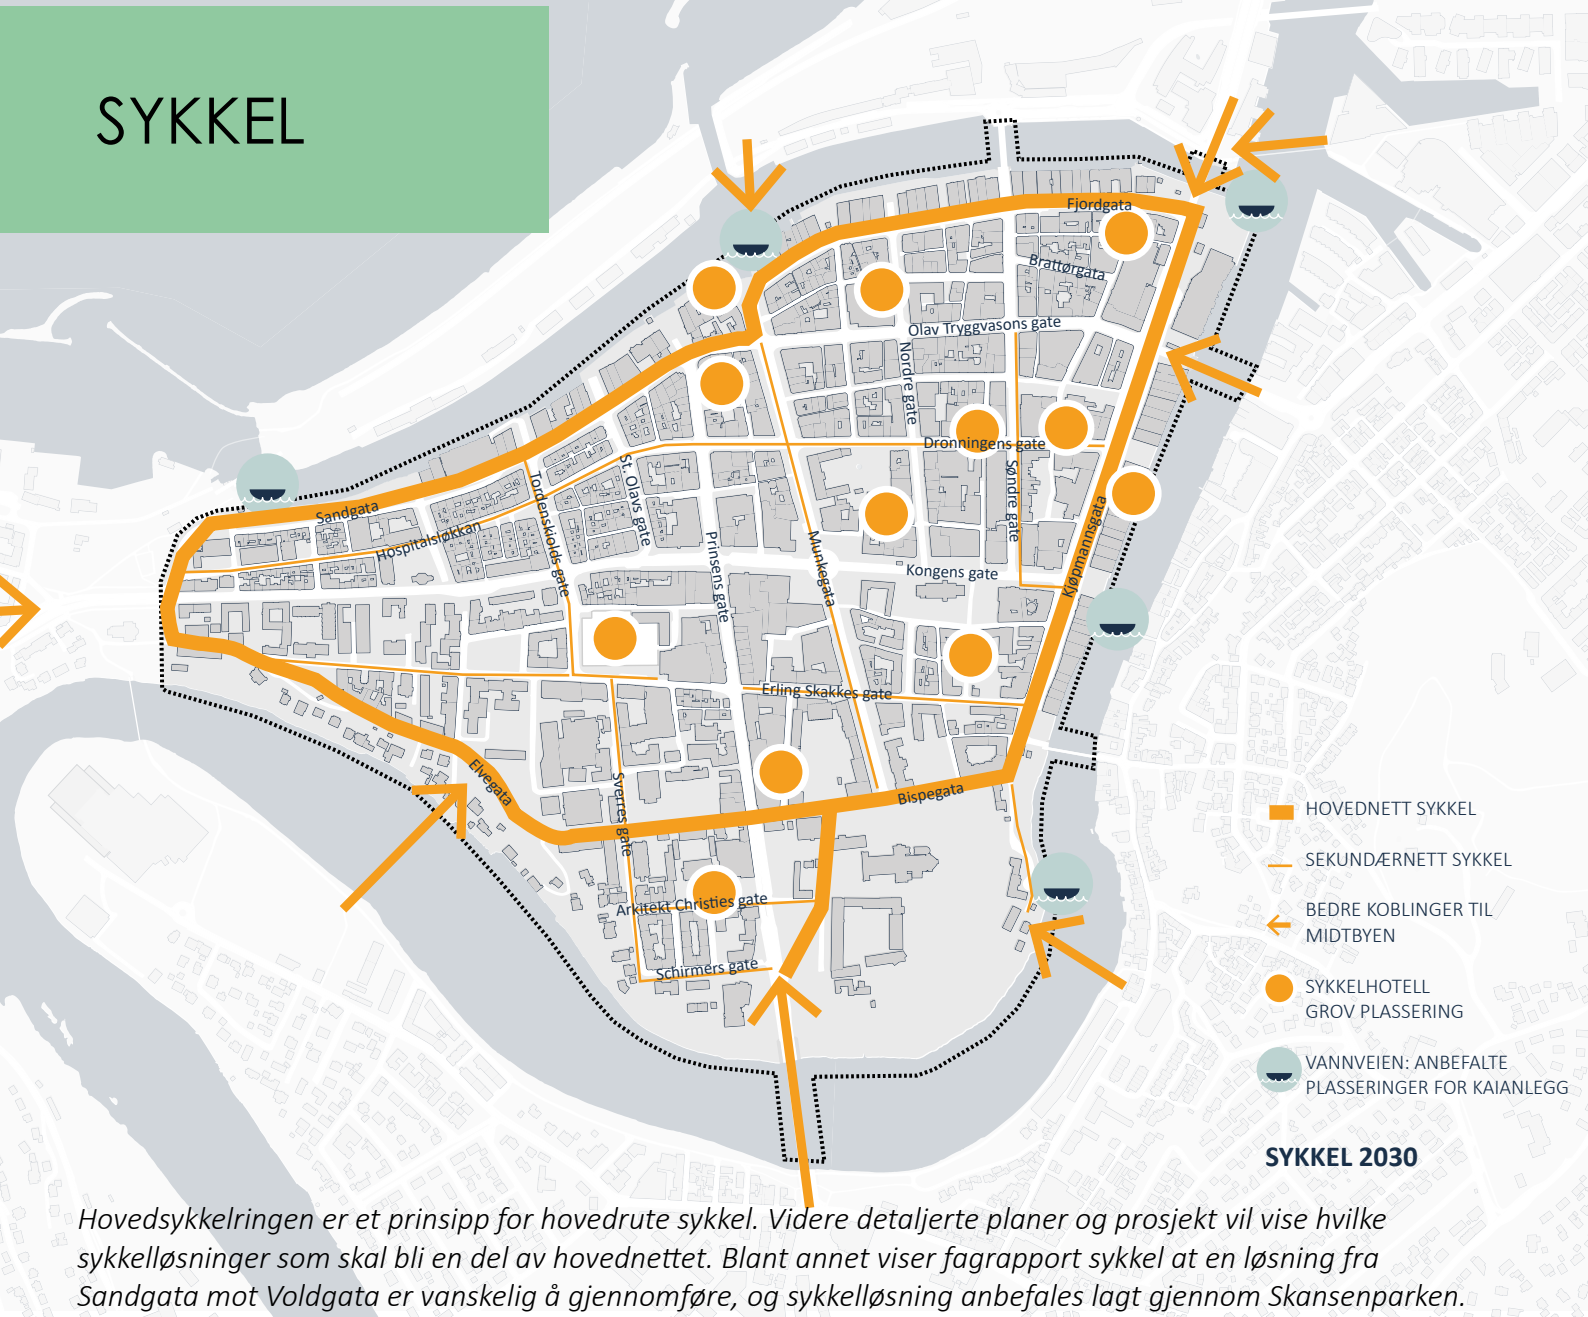 SYKKEL
Fjordgata
Brattørgata
Olav Tryggvasons gate
Nordre gate
Dronningens gate
Søndre gate
St. Olavs gate
Tordenskiolds gate
Sandgata
Hospitalsløkkan
Prinsens gate
Munkegata
Kongens gate
Kjøpmannsgata
Erling Skakkes gate
Elvegata
Sverres gate
Bispegata
Arkitekt Christies gate
Schirmers gate
HOVEDNETT SYKKEL
SEKUNDÆRNETT SYKKEL
BEDRE KOBLINGER TIL
MIDTBYEN
SYKKELHOTELL
GROV PLASSERING
VANNVEIEN: ANBEFALTE
PLASSERINGER FOR KAIANLEGG
SYKKEL 2030
Hovedsykkelringen er et prinsipp for hovedrute sykkel. Videre detaljerte planer og prosjekt vil vise hvilke
sykkelløsninger som skal bli en del av hovednettet. Blant annet viser fagrapport sykkel at en løsning fra
Sandgata mot Voldgata er vanskelig å gjennomføre, og sykkelløsning anbefales lagt gjennom Skansenparken.